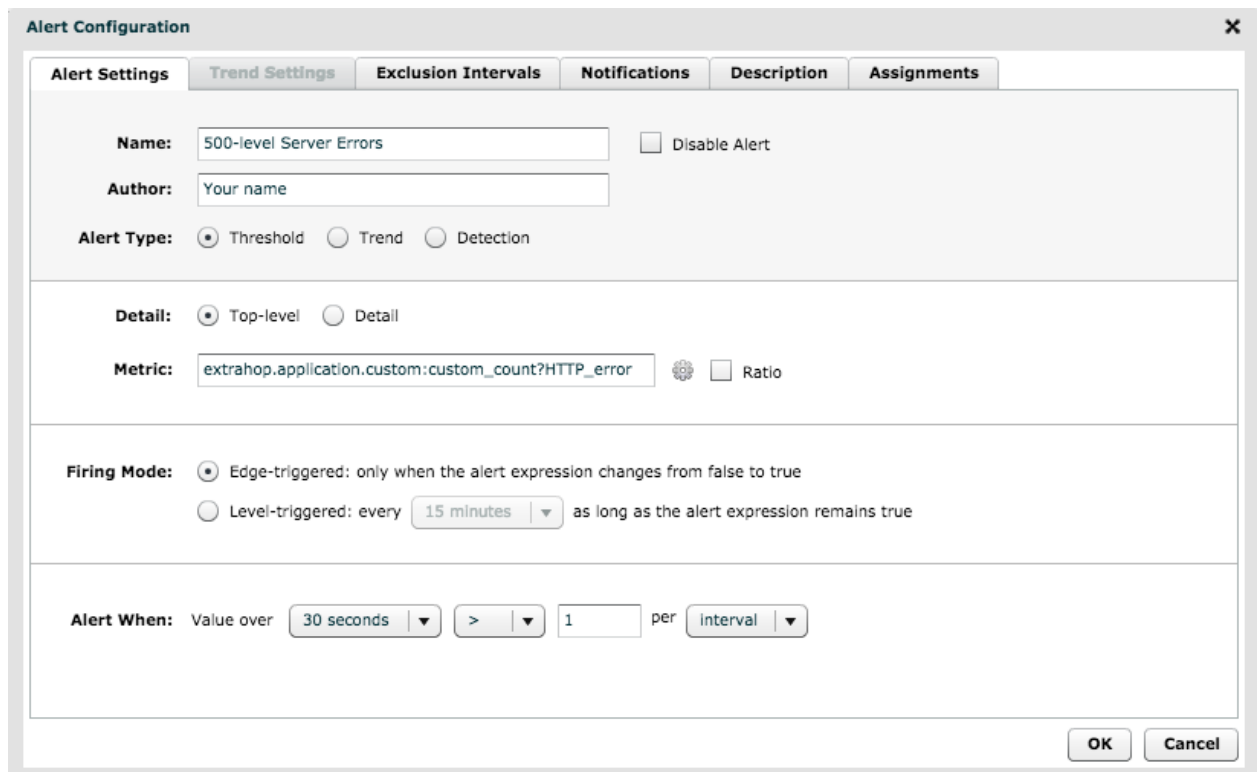 Alert Configuration
Alert Settings Trend Settings Exclusion Intervals Notifications Description Assignments
Name: 500-level Server Errors Disable Alert
Author: Your name
Alert Type: Threshold Trend Detection
Detail: Top-level Detail
Metric: extrahop.application.custom:custom_count?HTTP_error Ratio
Firing Mode: Edge-triggered: only when the alert expression changes from false to true
Level-triggered: every 15 minutes as long as the alert expression remains true
Alert When: Value over 30 seconds > 1 per interval
OK Cancel